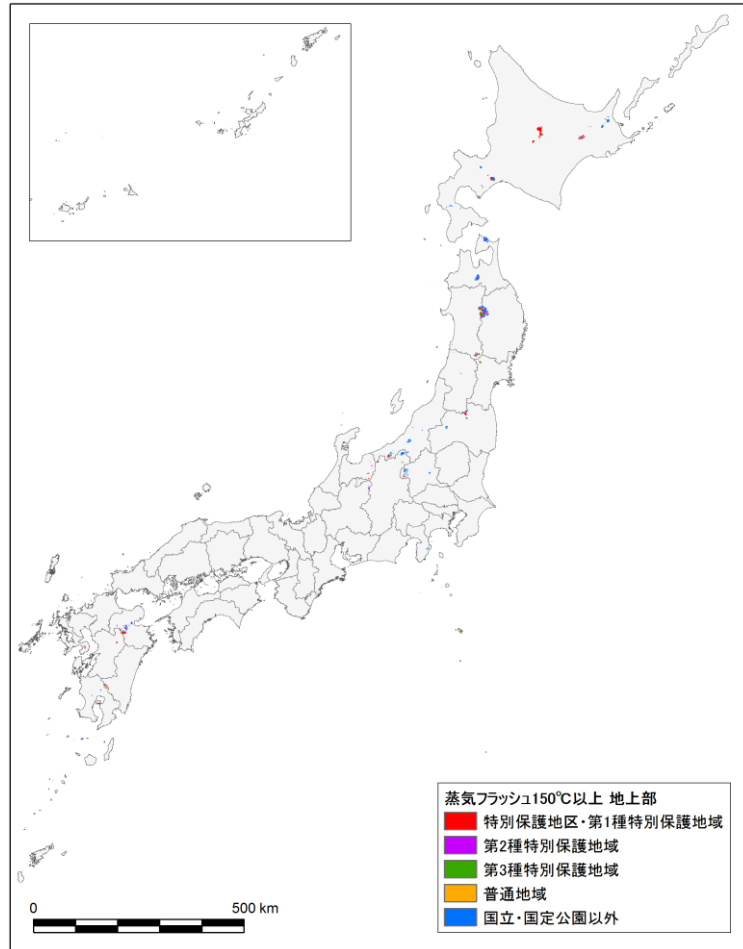 蒸気フラッシュ150℃以上 地上部
特別保護地区・第1種特別保護地域
第2種特別保護地域
第3種特別保護地域
普通地域
国立・国定公園以外
0 500 km